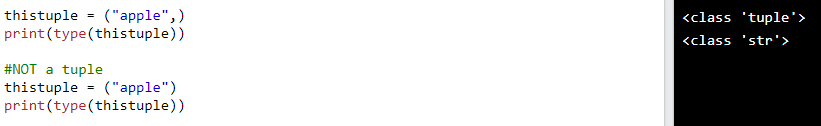 thistuple = ("apple",)
print(type(thistuple))
#NOT a tuple
thistuple = ("apple")
print(type(thistuple))
<class 'tuple'>
<class 'str'>